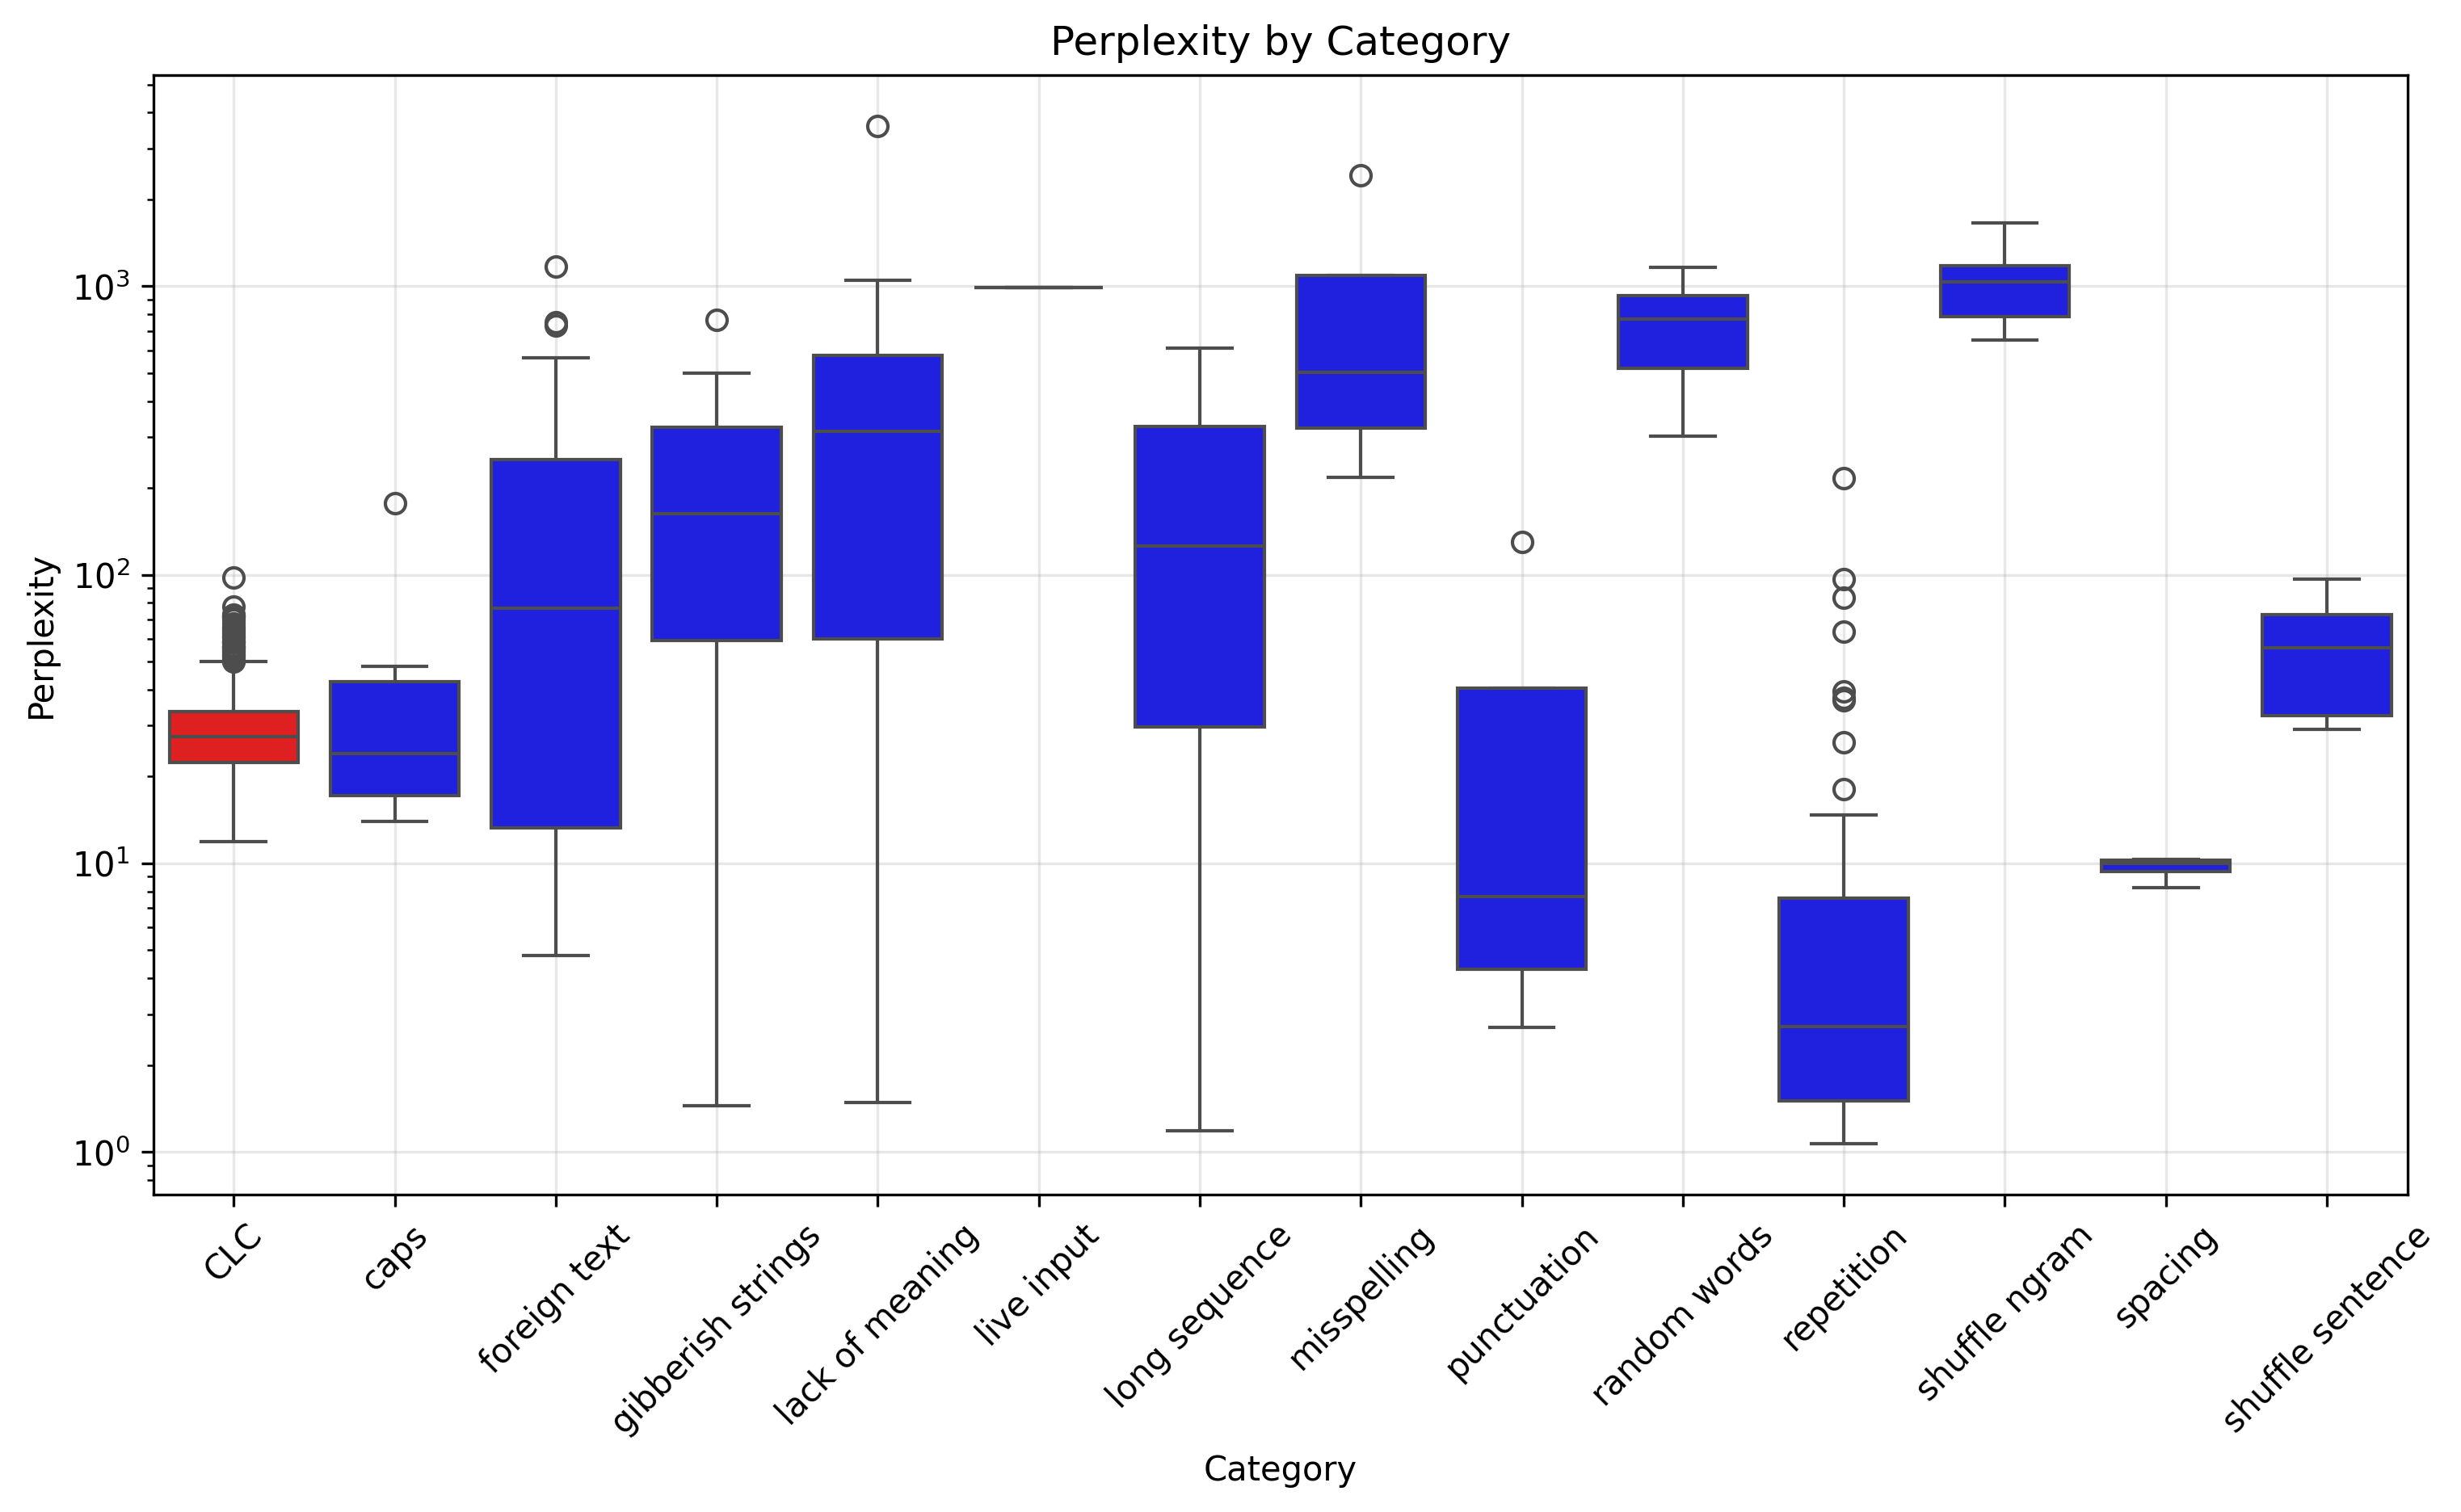 Perplexity by Category
Perplexity
10³
10²
10¹
10⁰
CLC
caps
foreign text
gibberish strings
lack of meaning
live input
long sequence
misspelling
punctuation
random words
repetition
shuffle ngram
spacing
shuffle sentence
Category